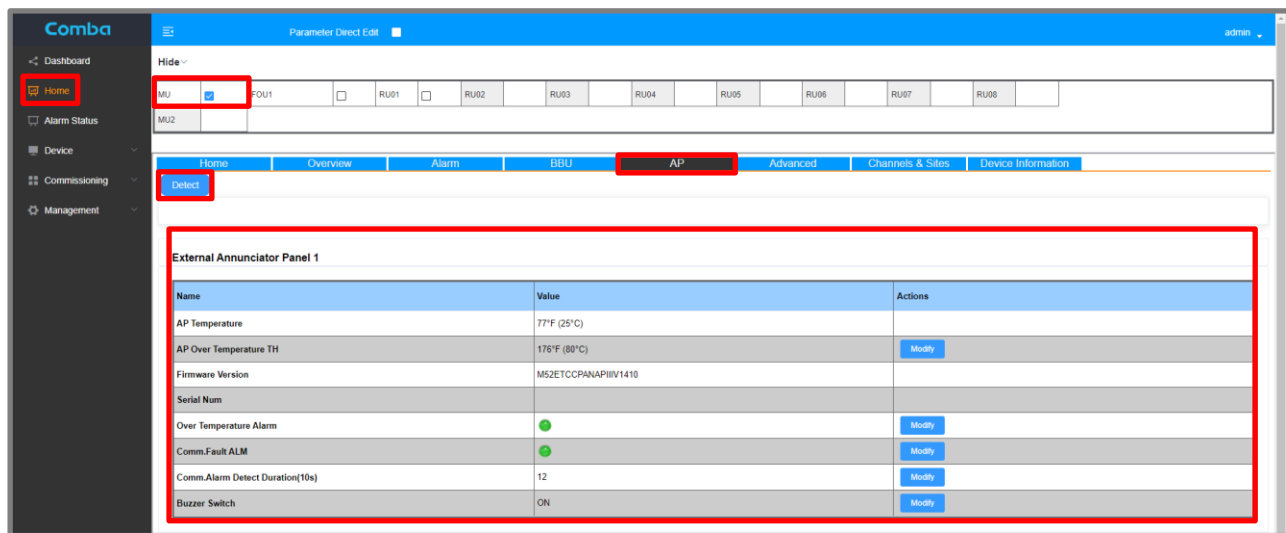 Comba
Parameter Direct Edit
admin
Dashboard
Home
Alarm Status
Device
Commissioning
Management
Hide
MU FOU1 RU01 RU02 RU03 RU04 RU05 RU06 RU07 RU08
MU2
Home Overview Alarm BBU AP Advanced Channels & Sites Device Information
Detect
External Annunciator Panel 1
Name Value Actions
AP Temperature 77°F (25°C)
AP Over Temperature TH 176°F (80°C) Modify
Firmware Version M52ETCCPANAPIIIV1410
Serial Num
Over Temperature Alarm Modify
Comm.Fault ALM Modify
Comm.Alarm Detect Duration(10s) 12 Modify
Buzzer Switch ON Modify